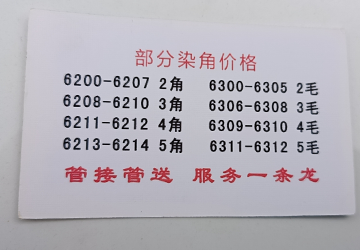 部分染角价格
6200-6207 2角 6300-6305 2毛
6208-6210 3角 6306-6308 3毛
6211-6212 4角 6309-6310 4毛
6213-6214 5角 6311-6312 5毛
管接管送 服务一条龙